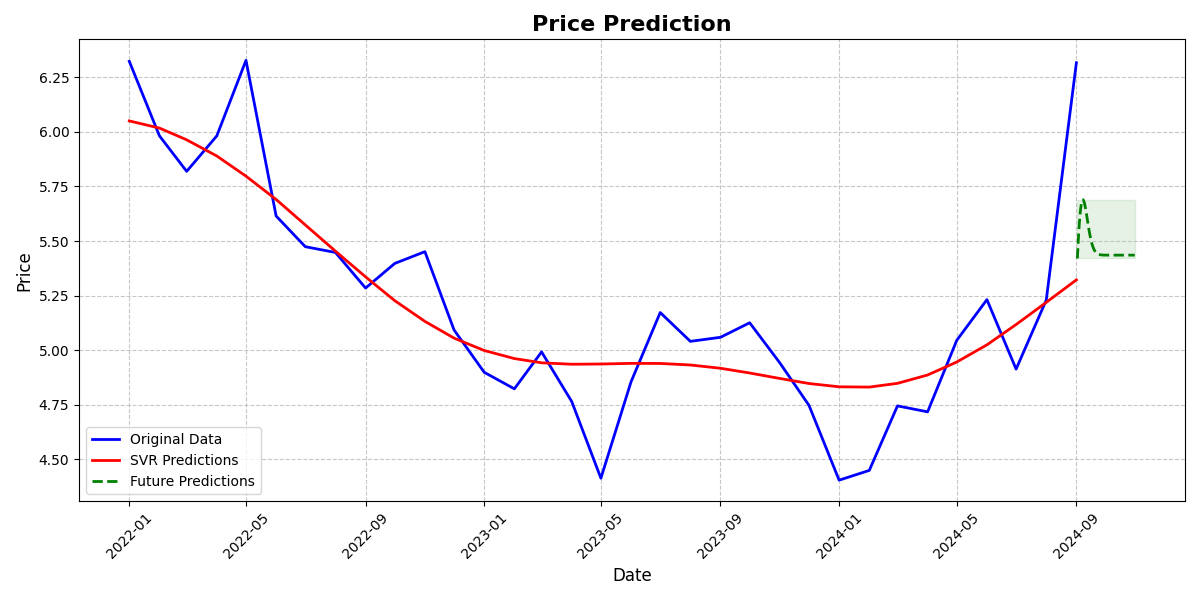 Price Prediction
Price
6.25
6.00
5.75
5.50
5.25
5.00
4.75
4.50
Original Data
SVR Predictions
Future Predictions
2022-01
2022-05
2022-09
2023-01
2023-05
2023-09
2024-01
2024-05
2024-09
Date